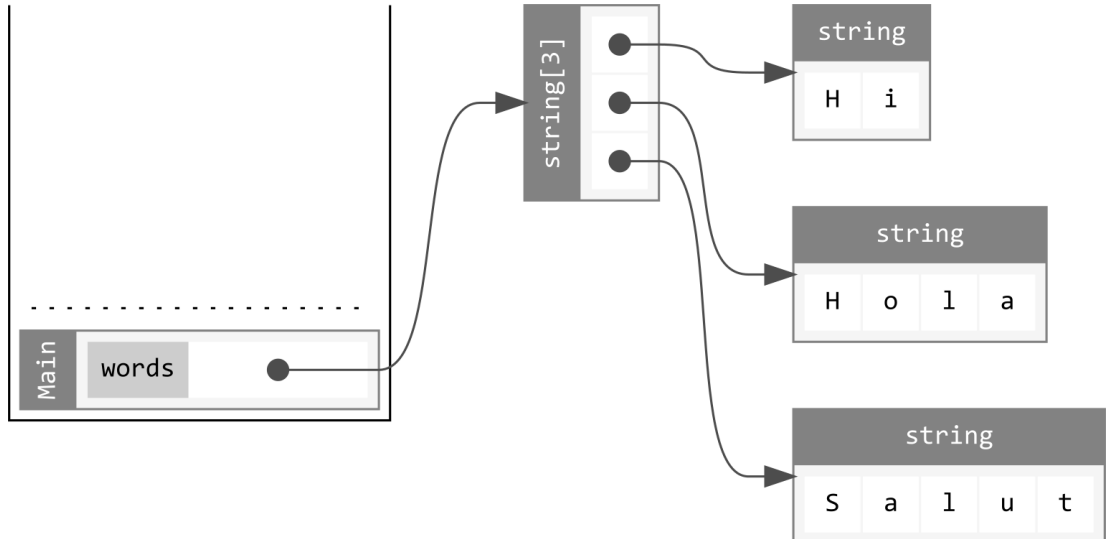 string
H i
string[3]
string
H o l a
Main
words
string
S a l u t